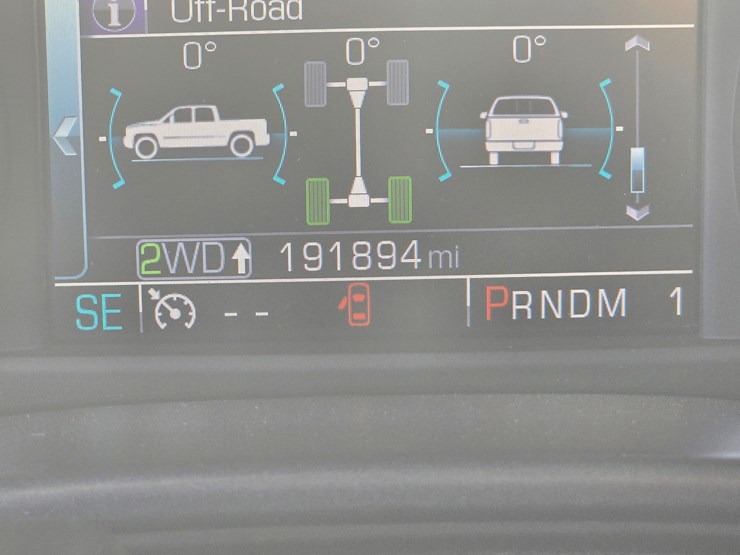 i Off-Road
0° 0° 0°
2WD 191894 mi
SE -- PRNDM 1